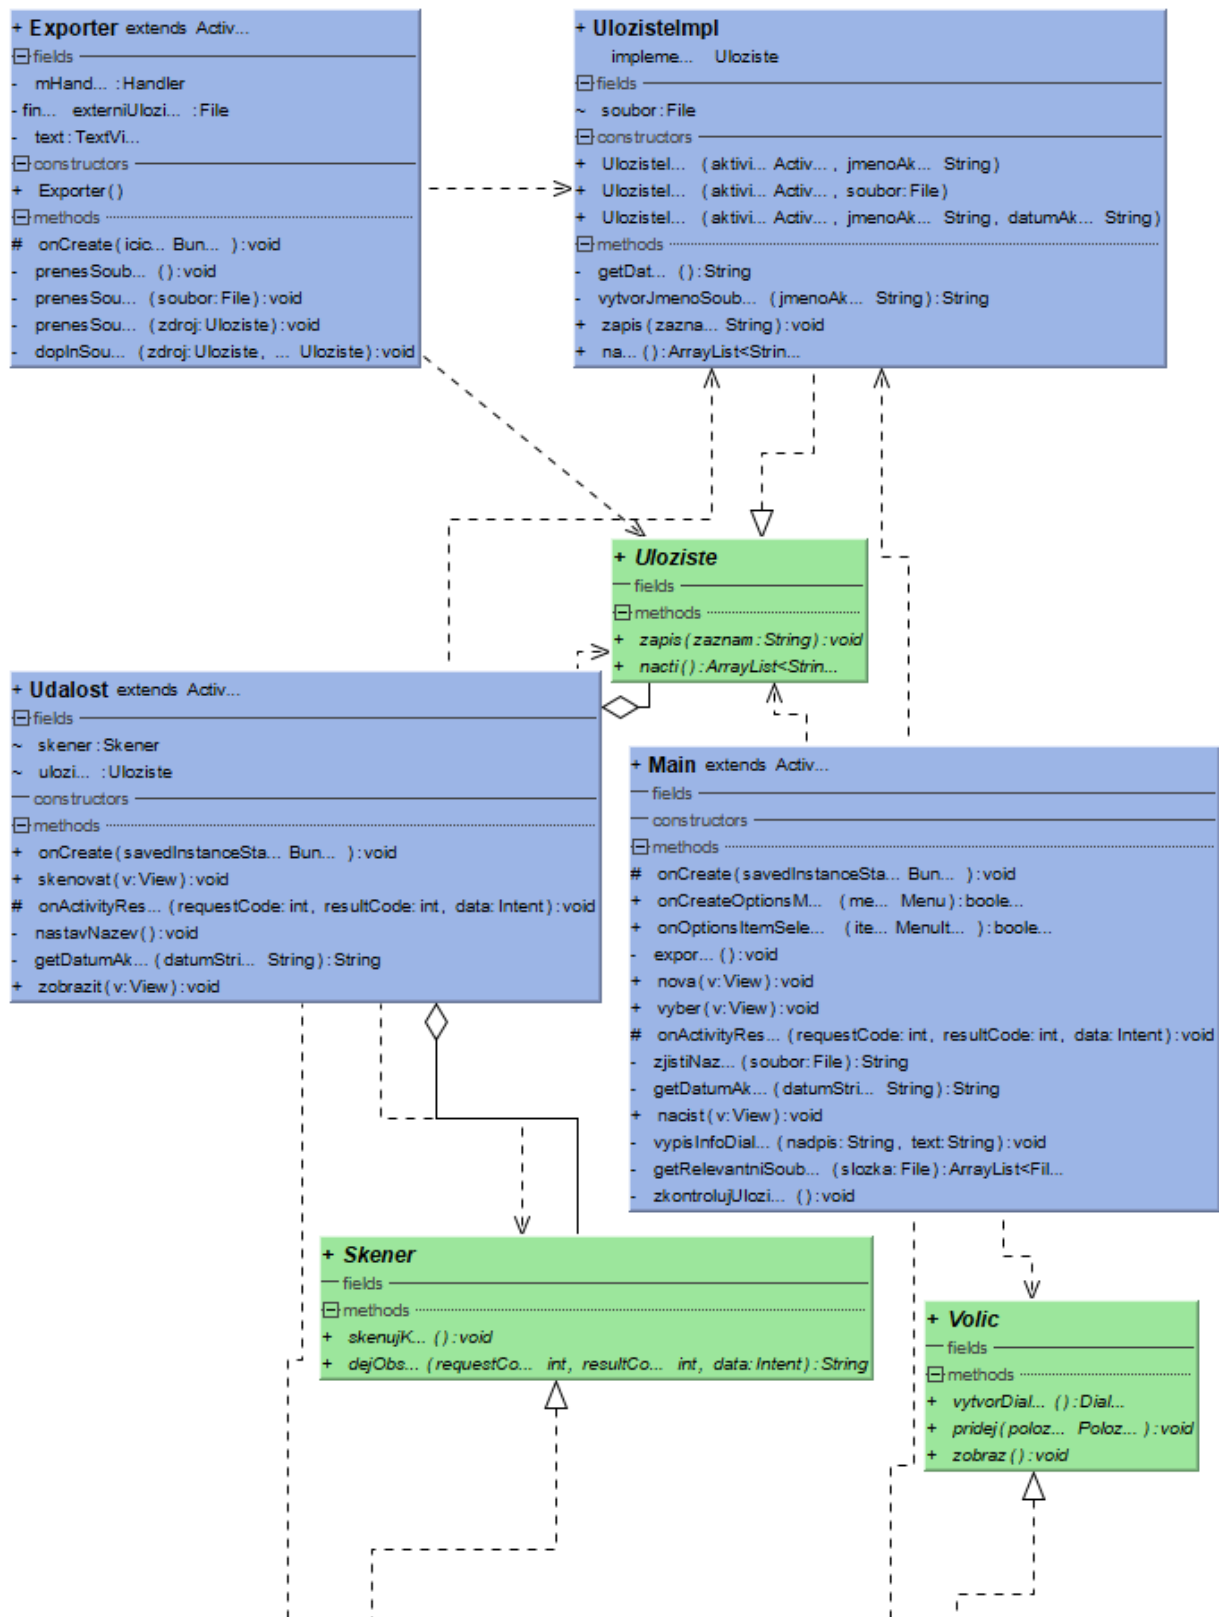 + Exporter extends Activ...
fields
- mHand... : Handler
- fin... externiUlozi... : File
- text : TextVi...
constructors
+ Exporter ( )
methods
# onCreate ( icic... Bun... ) : void
- prenesSoub... ( ) : void
- prenesSou... ( soubor: File ) : void
- prenesSou... ( zdroj: Uloziste ) : void
- doplnSou... ( zdroj: Uloziste, ... Uloziste ) : void
+ UlozisteImpl
impleme... Uloziste
fields
~ soubor : File
constructors
+ UlozisteI... ( aktivi... Activ... , jmenoAk... String )
+ UlozisteI... ( aktivi... Activ... , soubor: File )
+ UlozisteI... ( aktivi... Activ... , jmenoAk... String , datumAk... String )
methods
- getDat... ( ) : String
- vytvorJmenoSoub... ( jmenoAk... String ) : String
+ zapis ( zazna... String ) : void
+ na... ( ) : ArrayList<Strin...
+ Uloziste
fields
methods
+ zapis ( zaznam : String ) : void
+ nacti ( ) : ArrayList<Strin...
+ Udalost extends Activ...
fields
~ skener : Skener
~ ulozi... : Uloziste
constructors
methods
+ onCreate ( savedInstanceSta... Bun... ) : void
+ skenovat ( v: View ) : void
# onActivityRes... ( requestCode: int , resultCode: int , data: Intent ) : void
- nastavNazev ( ) : void
- getDatumAk... ( datumStri... String ) : String
+ zobrazit ( v: View ) : void
+ Main extends Activ...
fields
constructors
methods
# onCreate ( savedInstanceSta... Bun... ) : void
+ onCreateOptionsM... ( me... Menu ) : boole...
+ onOptionsItemSele... ( ite... MenuIt... ) : boole...
- expor... ( ) : void
+ nova ( v: View ) : void
+ vyber ( v: View ) : void
# onActivityRes... ( requestCode: int , resultCode: int , data: Intent ) : void
- zjistiNaz... ( soubor: File ) : String
- getDatumAk... ( datumStri... String ) : String
+ nacist ( v: View ) : void
- vypisInfoDial... ( nadpis: String , text: String ) : void
- getRelevantniSoub... ( slozka: File ) : ArrayList<Fil...
- zkontrolujUlozi... ( ) : void
+ Skener
fields
methods
+ skenujK... ( ) : void
+ dejObs... ( requestCo... int , resultCo... int , data: Intent ) : String
+ Volic
fields
methods
+ vytvorDial... ( ) : Dial...
+ pridej ( poloz... Poloz... ) : void
+ zobraz ( ) : void